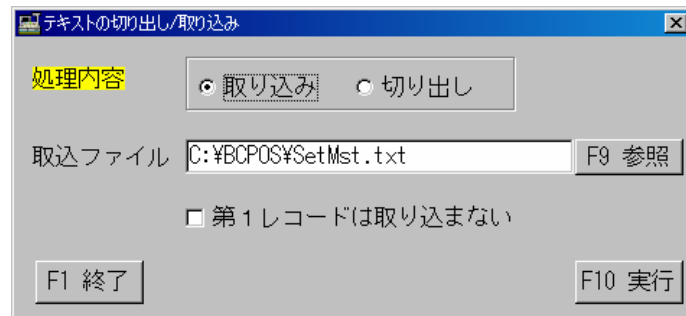 テキストの切り出し/取り込み
処理内容 取り込み 切り出し
取込ファイル C:¥BCPOS¥SetMst.txt F9 参照
第1レコードは取り込まない
F1 終了 F10 実行